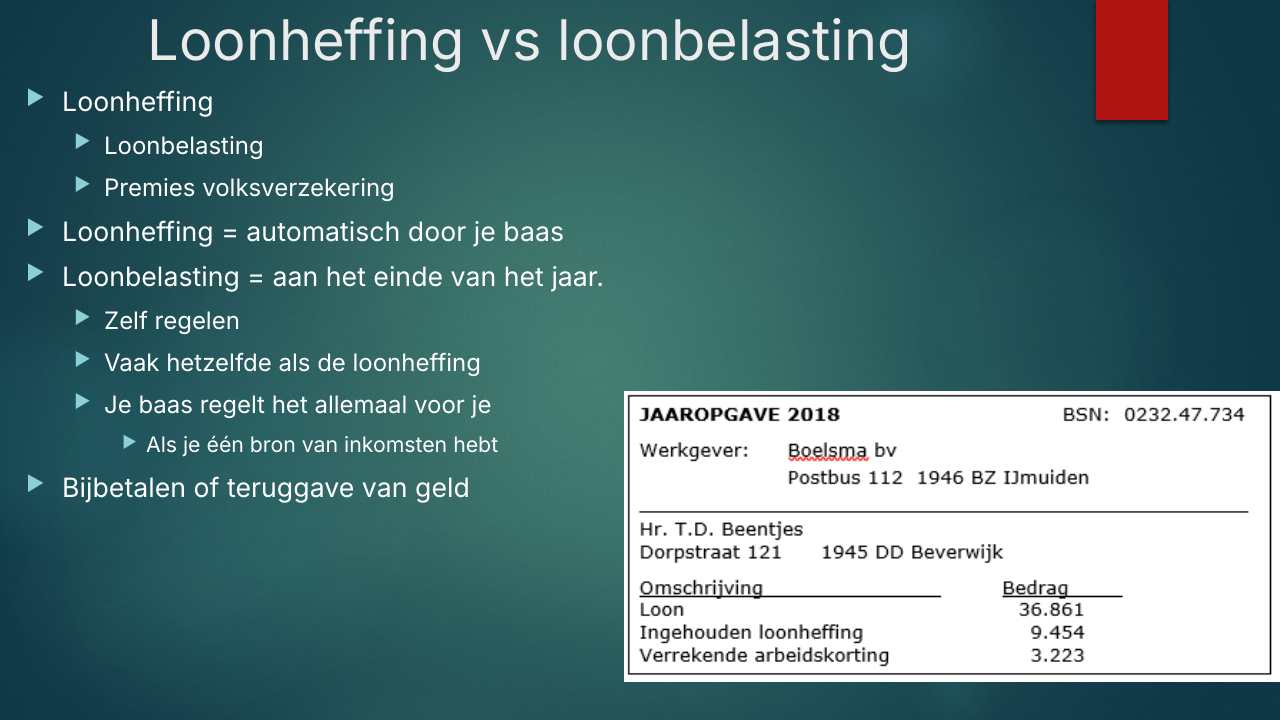 Loonheffing vs loonbelasting
Loonheffing
Loonbelasting
Premies volksverzekering
Loonheffing = automatisch door je baas
Loonbelasting = aan het einde van het jaar.
Zelf regelen
Vaak hetzelfde als de loonheffing
Je baas regelt het allemaal voor je
Als je één bron van inkomsten hebt
Bijbetalen of teruggave van geld
JAAROPGAVE 2018 BSN: 0232.47.734
Werkgever: Boelsma bv
Postbus 112 1946 BZ IJmuiden
Hr. T.D. Beentjes
Dorpstraat 121 1945 DD Beverwijk
Omschrijving Bedrag
Loon 36.861
Ingehouden loonheffing 9.454
Verrekende arbeidskorting 3.223